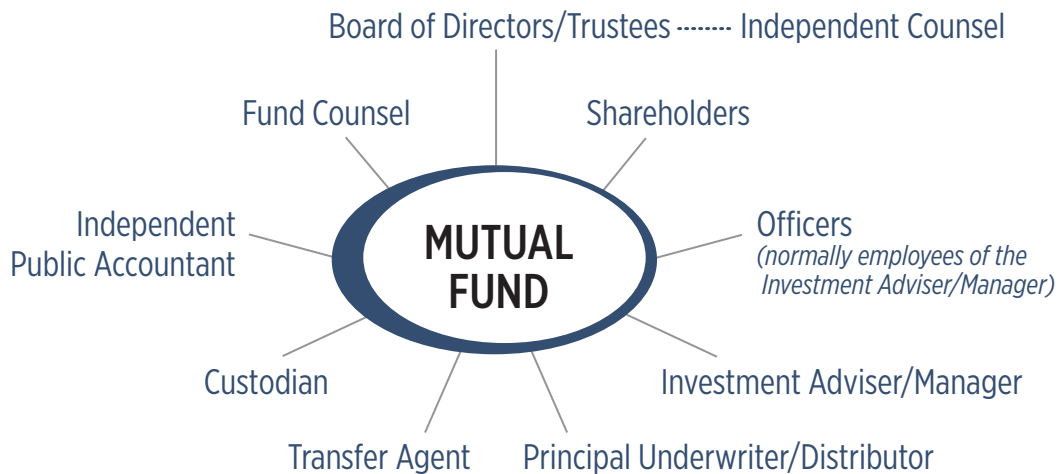 Board of Directors/Trustees -------- Independent Counsel
Fund Counsel
Shareholders
Independent
Public Accountant
MUTUAL
FUND
Officers
(normally employees of the
Investment Adviser/Manager)
Custodian
Investment Adviser/Manager
Transfer Agent
Principal Underwriter/Distributor